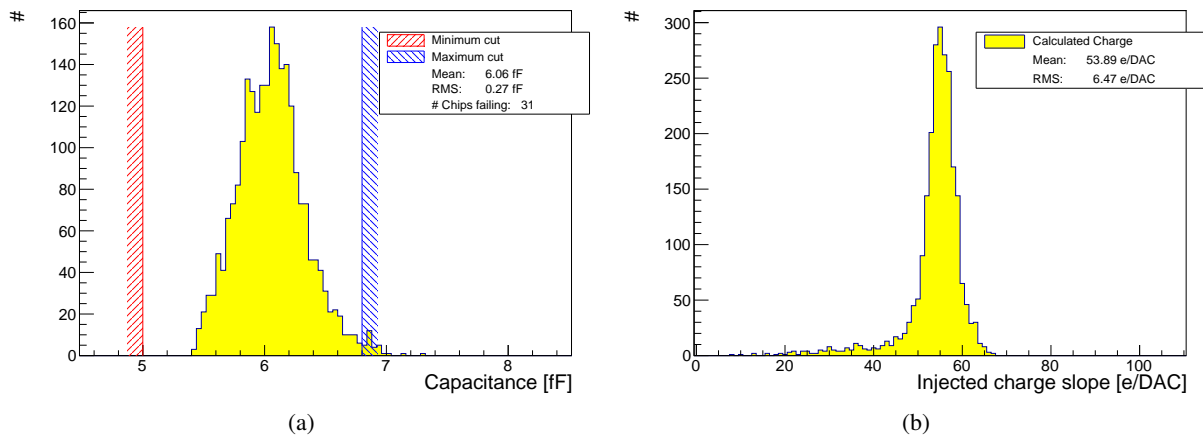 #
160
140
120
100
80
60
40
20
0
5
6
7
8
Capacitance [fF]
Minimum cut
Maximum cut
Mean: 6.06 fF
RMS: 0.27 fF
# Chips failing: 31
(a)
#
300
250
200
150
100
50
0
0
20
40
60
80
100
Injected charge slope [e/DAC]
Calculated Charge
Mean: 53.89 e/DAC
RMS: 6.47 e/DAC
(b)